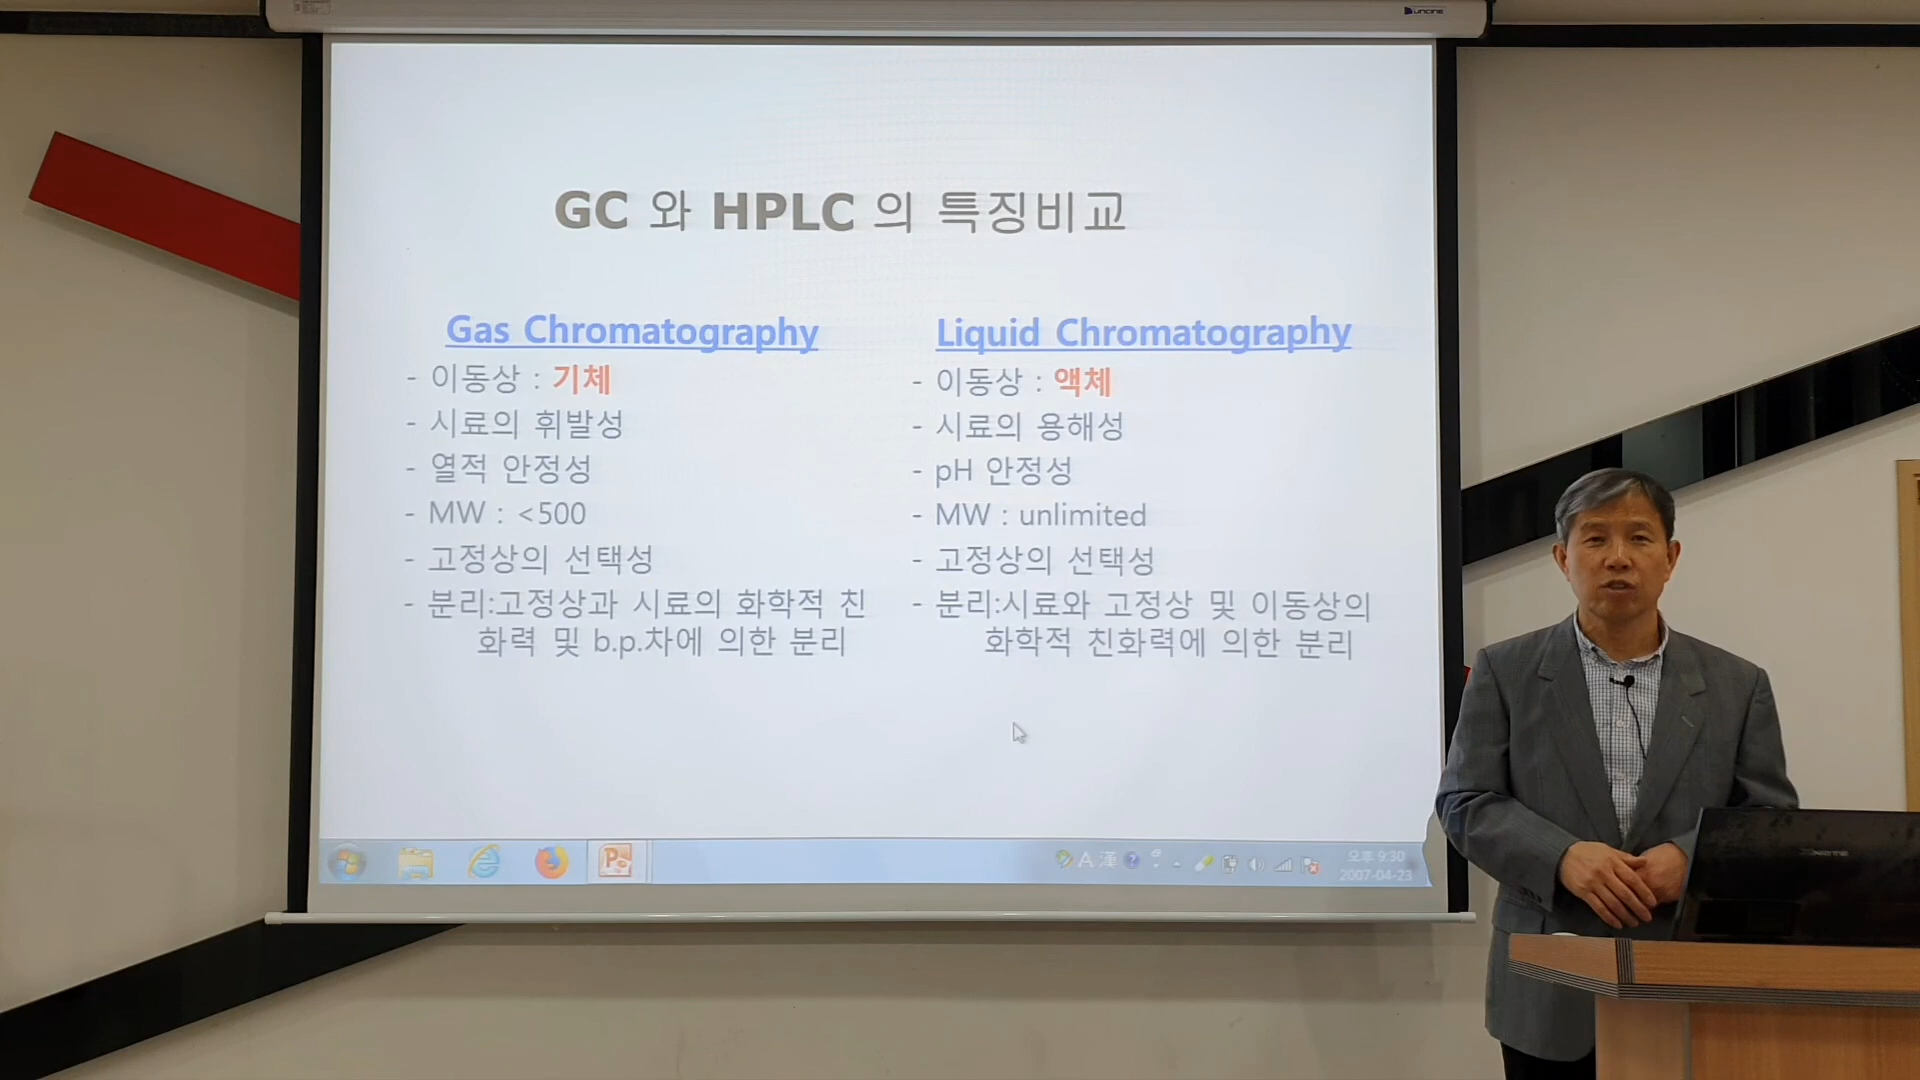 UNCINE
GC 와 HPLC 의 특징비교
Gas Chromatography
- 이동상 : 기체
- 시료의 휘발성
- 열적 안정성
- MW : <500
- 고정상의 선택성
- 분리:고정상과 시료의 화학적 친
화력 및 b.p.차에 의한 분리
Liquid Chromatography
- 이동상 : 액체
- 시료의 용해성
- pH 안정성
- MW : unlimited
- 고정상의 선택성
- 분리:시료와 고정상 및 이동상의
화학적 친화력에 의한 분리
A 漢
오후 9:30
2007-04-23